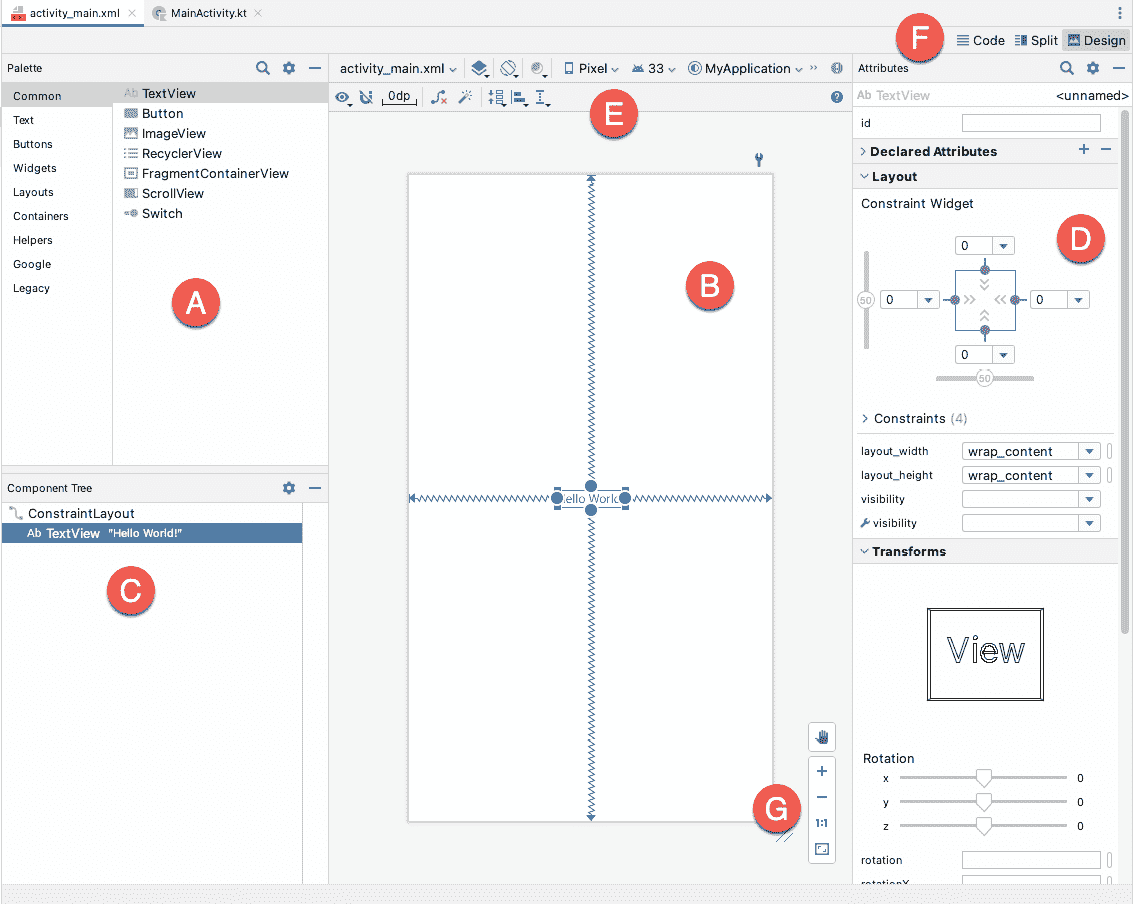 activity_main.xml MainActivity.kt
F Code Split Design
Palette activity_main.xml Pixel 33 MyApplication Attributes
Common
Text
Buttons
Widgets
Layouts
Containers
Helpers
Google
Legacy
Ab TextView
Button
ImageView
RecyclerView
FragmentContainerView
ScrollView
Switch
A
Component Tree
ConstraintLayout
Ab TextView "Hello World!"
C
0dp
E
B
ello World
G
1:1
Ab TextView <unnamed>
id
Declared Attributes
Layout
Constraint Widget
D
0
50 0 0
0
50
Constraints (4)
layout_width wrap_content
layout_height wrap_content
visibility
visibility
Transforms
View
Rotation
x 0
y 0
z 0
rotation
rotationX